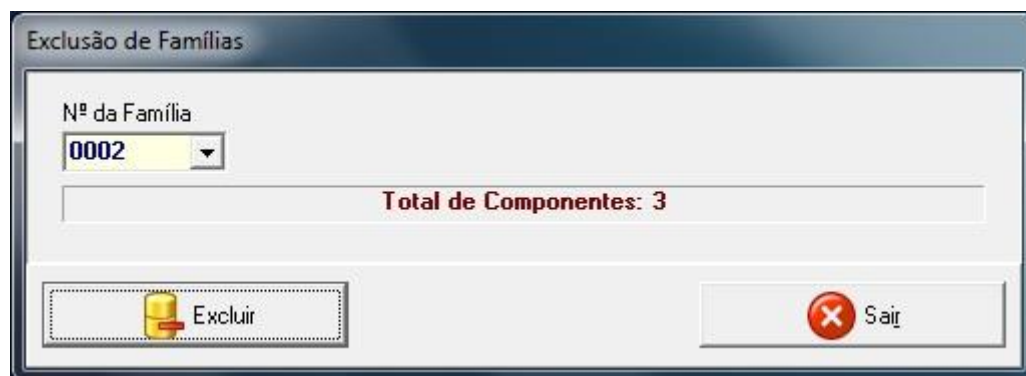 Exclusão de Famílias
Nº da Família
0002
Total de Componentes: 3
Excluir
Sair